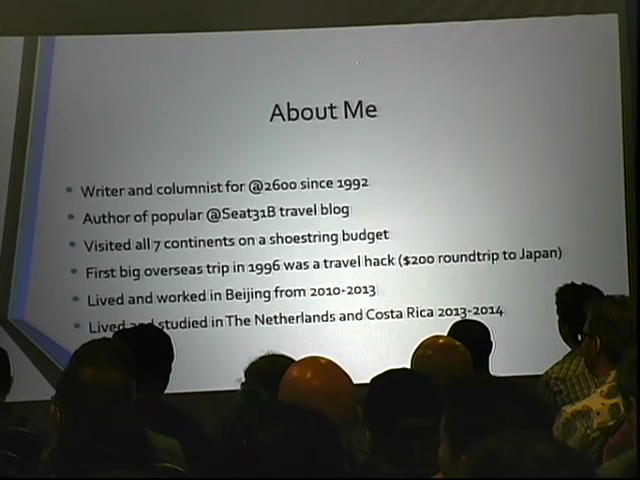 About Me
Writer and columnist for @2600 since 1992
Author of popular @Seat31B travel blog
Visited all 7 continents on a shoestring budget
First big overseas trip in 1996 was a travel hack ($200 roundtrip to Japan)
Lived and worked in Beijing from 2010-2013
Lived and studied in The Netherlands and Costa Rica 2013-2014